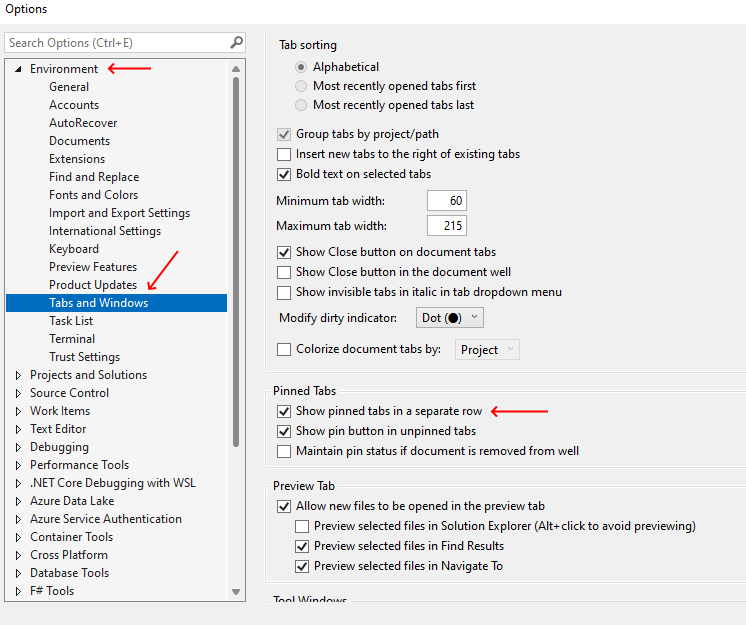 Options
Search Options (Ctrl+E)
Environment
General
Accounts
AutoRecover
Documents
Extensions
Find and Replace
Fonts and Colors
Import and Export Settings
International Settings
Keyboard
Preview Features
Product Updates
Tabs and Windows
Task List
Terminal
Trust Settings
Projects and Solutions
Source Control
Work Items
Text Editor
Debugging
Performance Tools
.NET Core Debugging with WSL
Azure Data Lake
Azure Service Authentication
Container Tools
Cross Platform
Database Tools
F# Tools
Tab sorting
Alphabetical
Most recently opened tabs first
Most recently opened tabs last
Group tabs by project/path
Insert new tabs to the right of existing tabs
Bold text on selected tabs
Minimum tab width: 60
Maximum tab width: 215
Show Close button on document tabs
Show Close button in the document well
Show invisible tabs in italic in tab dropdown menu
Modify dirty indicator: Dot (●)
Colorize document tabs by: Project
Pinned Tabs
Show pinned tabs in a separate row
Show pin button in unpinned tabs
Maintain pin status if document is removed from well
Preview Tab
Allow new files to be opened in the preview tab
Preview selected files in Solution Explorer (Alt+click to avoid previewing)
Preview selected files in Find Results
Preview selected files in Navigate To
Tool Windows